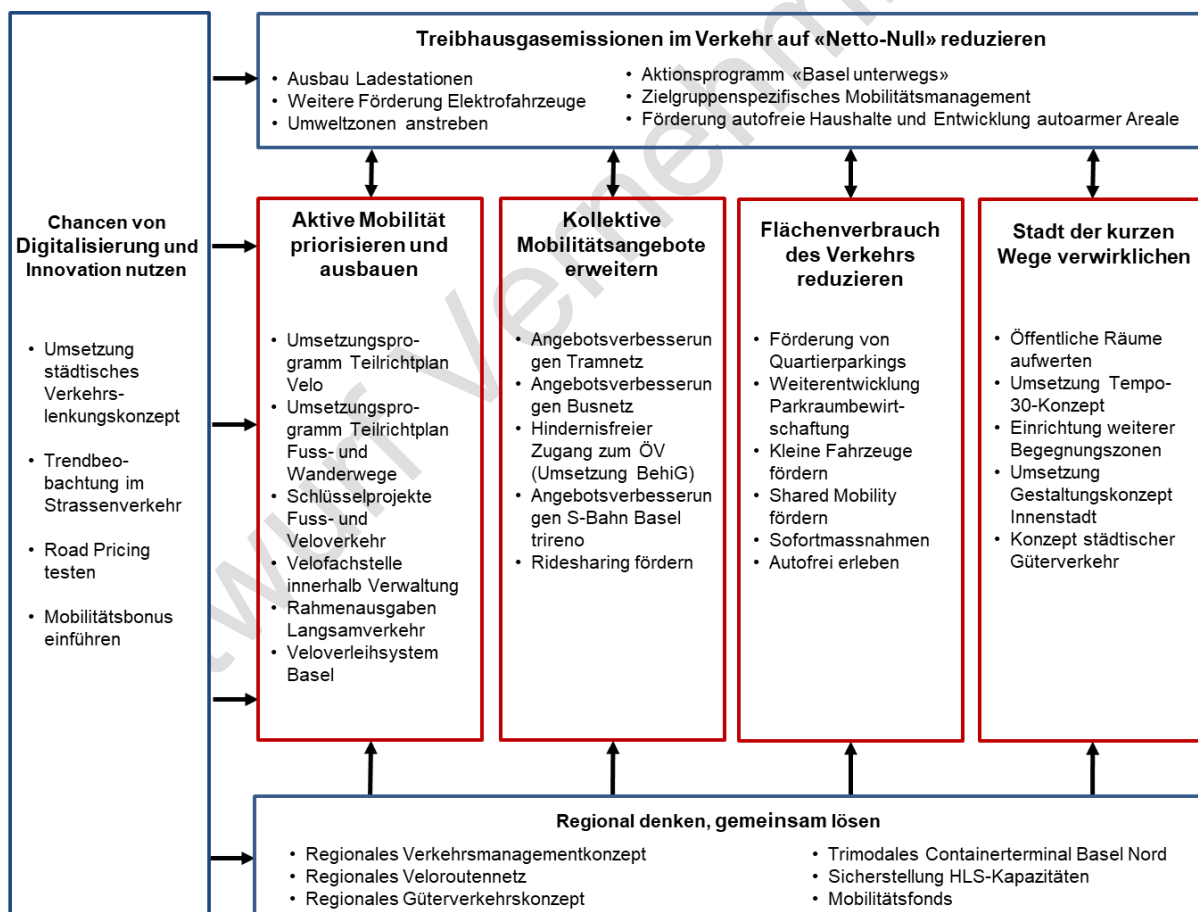 Treibhausgasemissionen im Verkehr auf «Netto-Null» reduzieren
• Ausbau Ladestationen
• Weitere Förderung Elektrofahrzeuge
• Umweltzonen anstreben
• Aktionsprogramm «Basel unterwegs»
• Zielgruppenspezifisches Mobilitätsmanagement
• Förderung autofreie Haushalte und Entwicklung autoarmer Areale
Chancen von
Digitalisierung und
Innovation nutzen
• Umsetzung
städtisches
Verkehrs-
lenkungskonzept
• Trendbeo-
bachtung im
Strassenverkehr
• Road Pricing
testen
• Mobilitätsbonus
einführen
Aktive Mobilität
priorisieren und
ausbauen
• Umsetzungspro-
gramm Teilrichtplan
Velo
• Umsetzungspro-
gramm Teilrichtplan
Fuss- und
Wanderwege
• Schlüsselprojekte
Fuss- und
Veloverkehr
• Velofachstelle
innerhalb Verwaltung
• Rahmenausgaben
Langsamverkehr
• Veloverleihsystem
Basel
Kollektive
Mobilitätsangebote
erweitern
• Angebotsverbesserun
gen Tramnetz
• Angebotsverbesserun
gen Busnetz
• Hindernisfreier
Zugang zum ÖV
(Umsetzung BehiG)
• Angebotsverbesserun
gen S-Bahn Basel
trireno
• Ridesharing fördern
Flächenverbrauch
des Verkehrs
reduzieren
• Förderung von
Quartierparkings
• Weiterentwicklung
Parkraumbewirt-
schaftung
• Kleine Fahrzeuge
fördern
• Shared Mobility
fördern
• Sofortmassnahmen
• Autofrei erleben
Stadt der kurzen
Wege verwirklichen
• Öffentliche Räume
aufwerten
• Umsetzung Tempo-
30-Konzept
• Einrichtung weiterer
Begegnungszonen
• Umsetzung
Gestaltungskonzept
Innenstadt
• Konzept städtischer
Güterverkehr
Regional denken, gemeinsam lösen
• Regionales Verkehrsmanagementkonzept
• Regionales Veloroutennetz
• Regionales Güterverkehrskonzept
• Trimodales Containerterminal Basel Nord
• Sicherstellung HLS-Kapazitäten
• Mobilitätsfonds